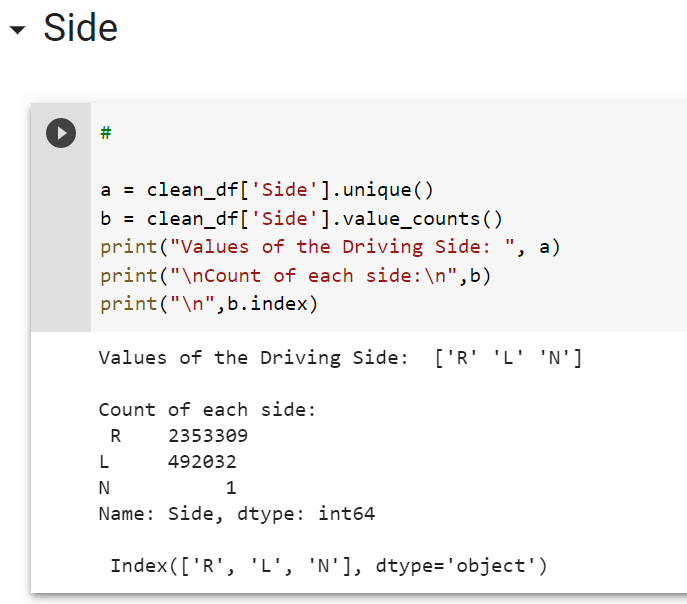 Side
#
a = clean_df['Side'].unique()
b = clean_df['Side'].value_counts()
print("Values of the Driving Side: ", a)
print("\nCount of each side:\n",b)
print("\n",b.index)
Values of the Driving Side:  ['R' 'L' 'N']
Count of each side:
 R    2353309
L     492032
N          1
Name: Side, dtype: int64
 Index(['R', 'L', 'N'], dtype='object')